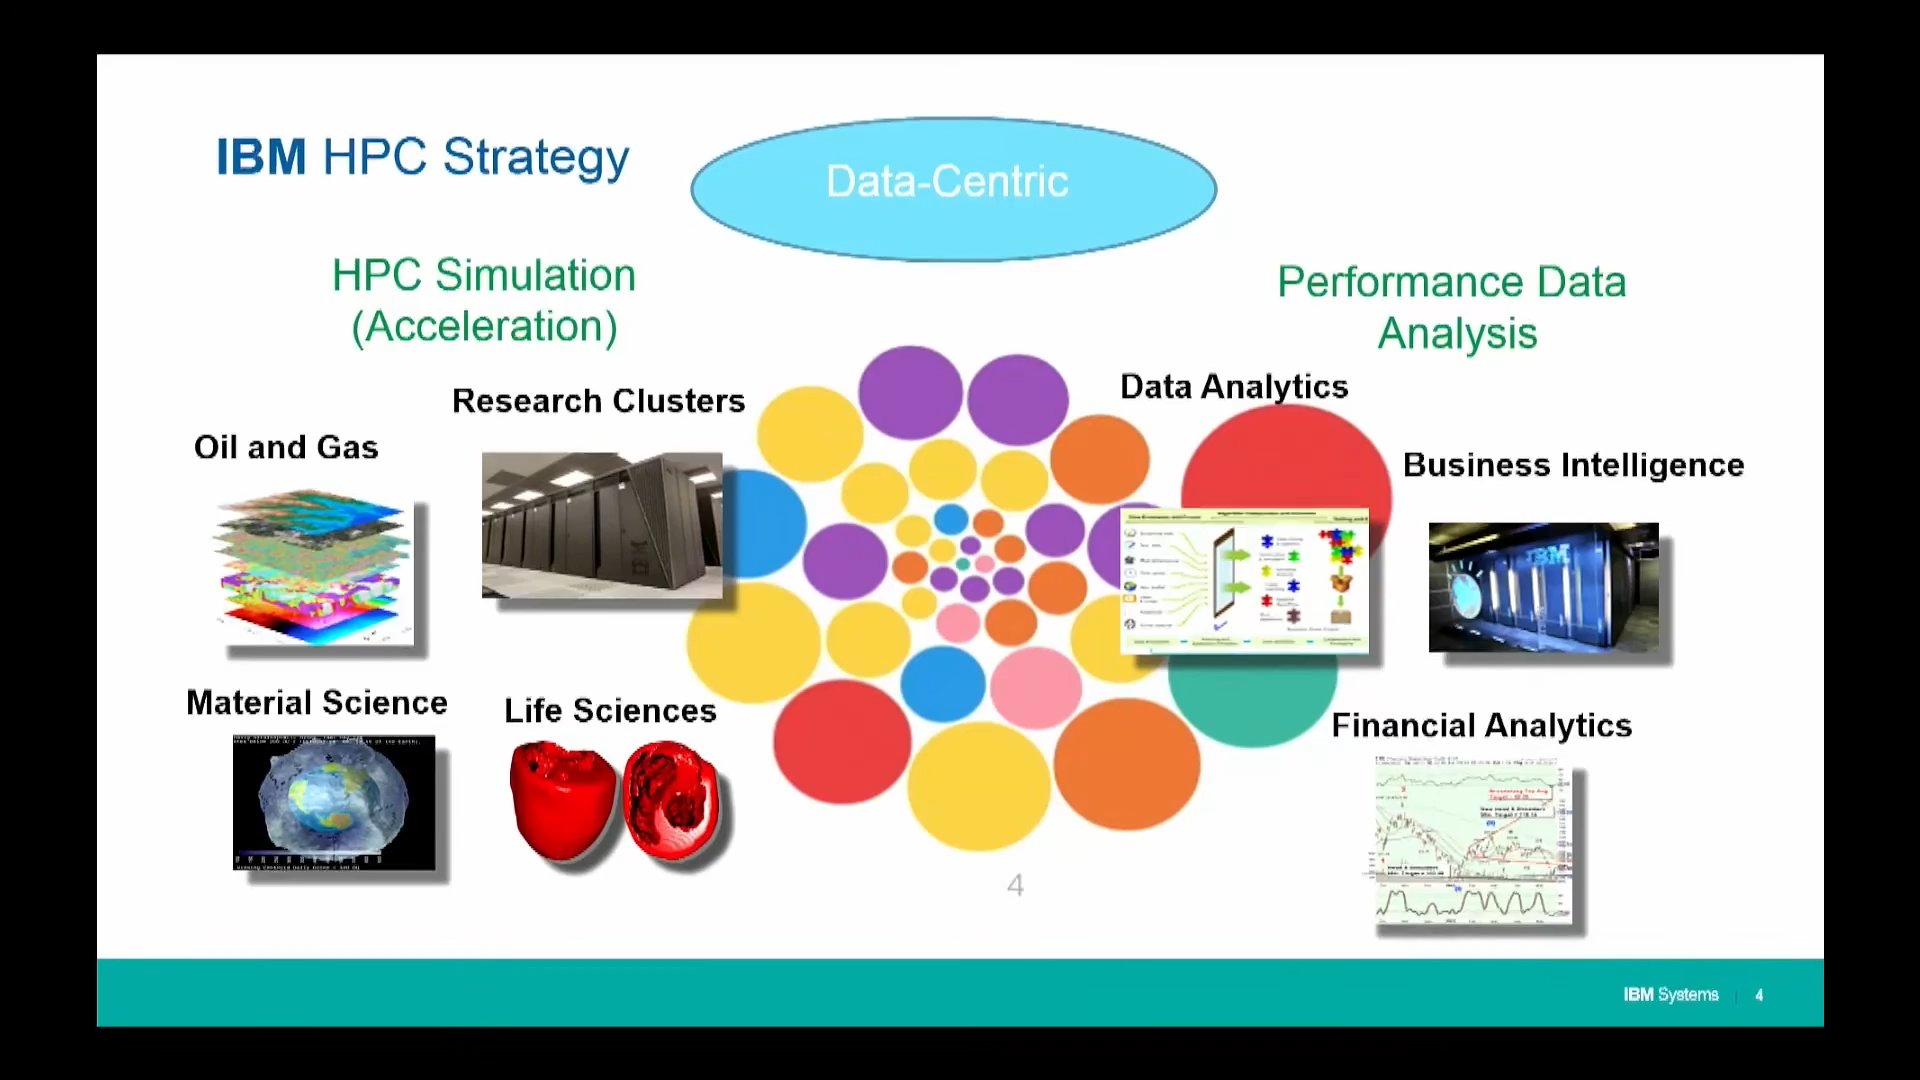 IBM HPC Strategy
Data-Centric
HPC Simulation
(Acceleration)
Performance Data
Analysis
Research Clusters
Oil and Gas
Data Analytics
Business Intelligence
IBM
Material Science
Life Sciences
Financial Analytics
4
IBM Systems | 4